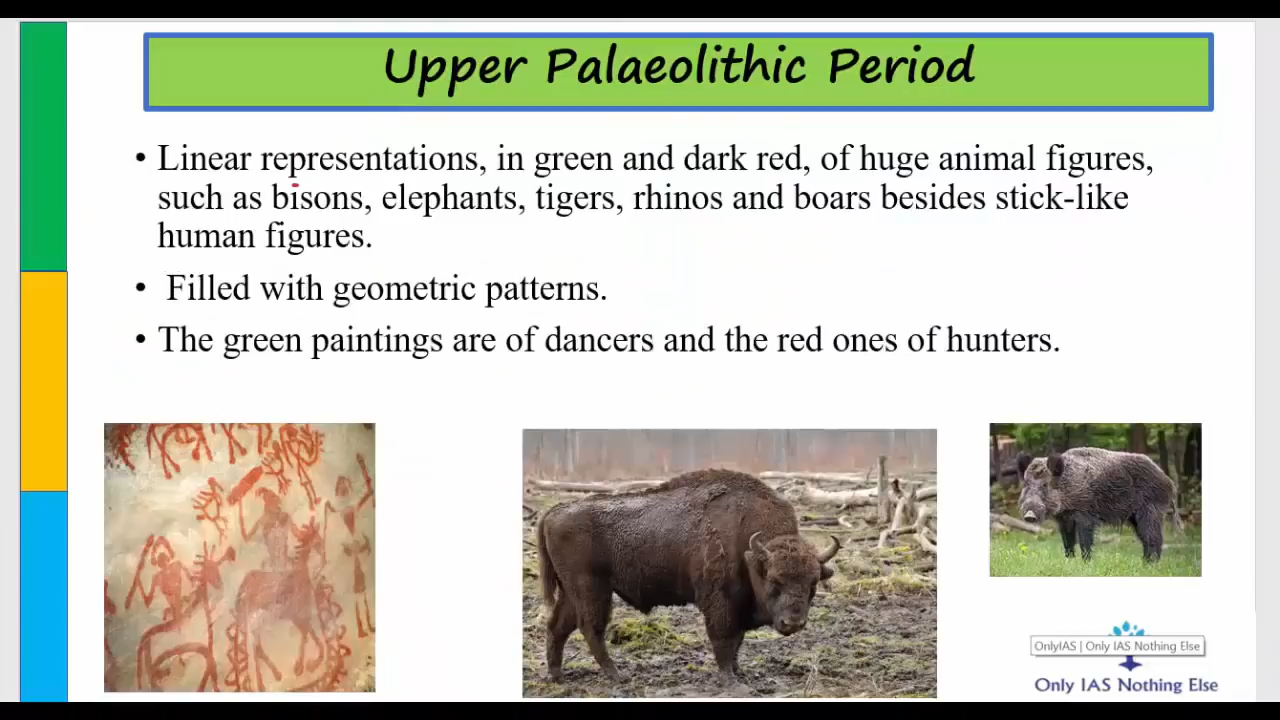 Upper Palaeolithic Period
• Linear representations, in green and dark red, of huge animal figures,
such as bisons, elephants, tigers, rhinos and boars besides stick-like
human figures.
• Filled with geometric patterns.
• The green paintings are of dancers and the red ones of hunters.
OnlyIAS | Only IAS Nothing Else
Only IAS Nothing Else